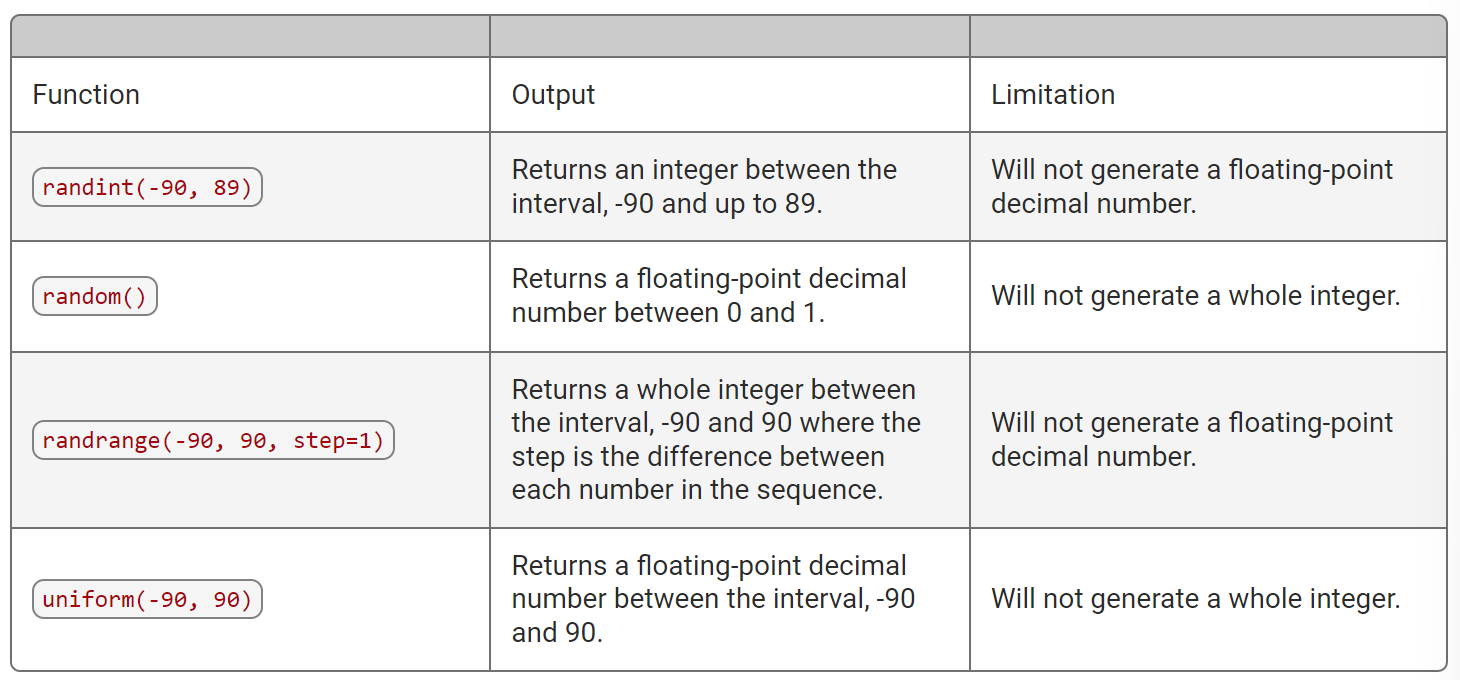 Function
Output
Limitation
randint(-90, 89)
Returns an integer between the
interval, -90 and up to 89.
Will not generate a floating-point
decimal number.
random()
Returns a floating-point decimal
number between 0 and 1.
Will not generate a whole integer.
randrange(-90, 90, step=1)
Returns a whole integer between
the interval, -90 and 90 where the
step is the difference between
each number in the sequence.
Will not generate a floating-point
decimal number.
uniform(-90, 90)
Returns a floating-point decimal
number between the interval, -90
and 90.
Will not generate a whole integer.